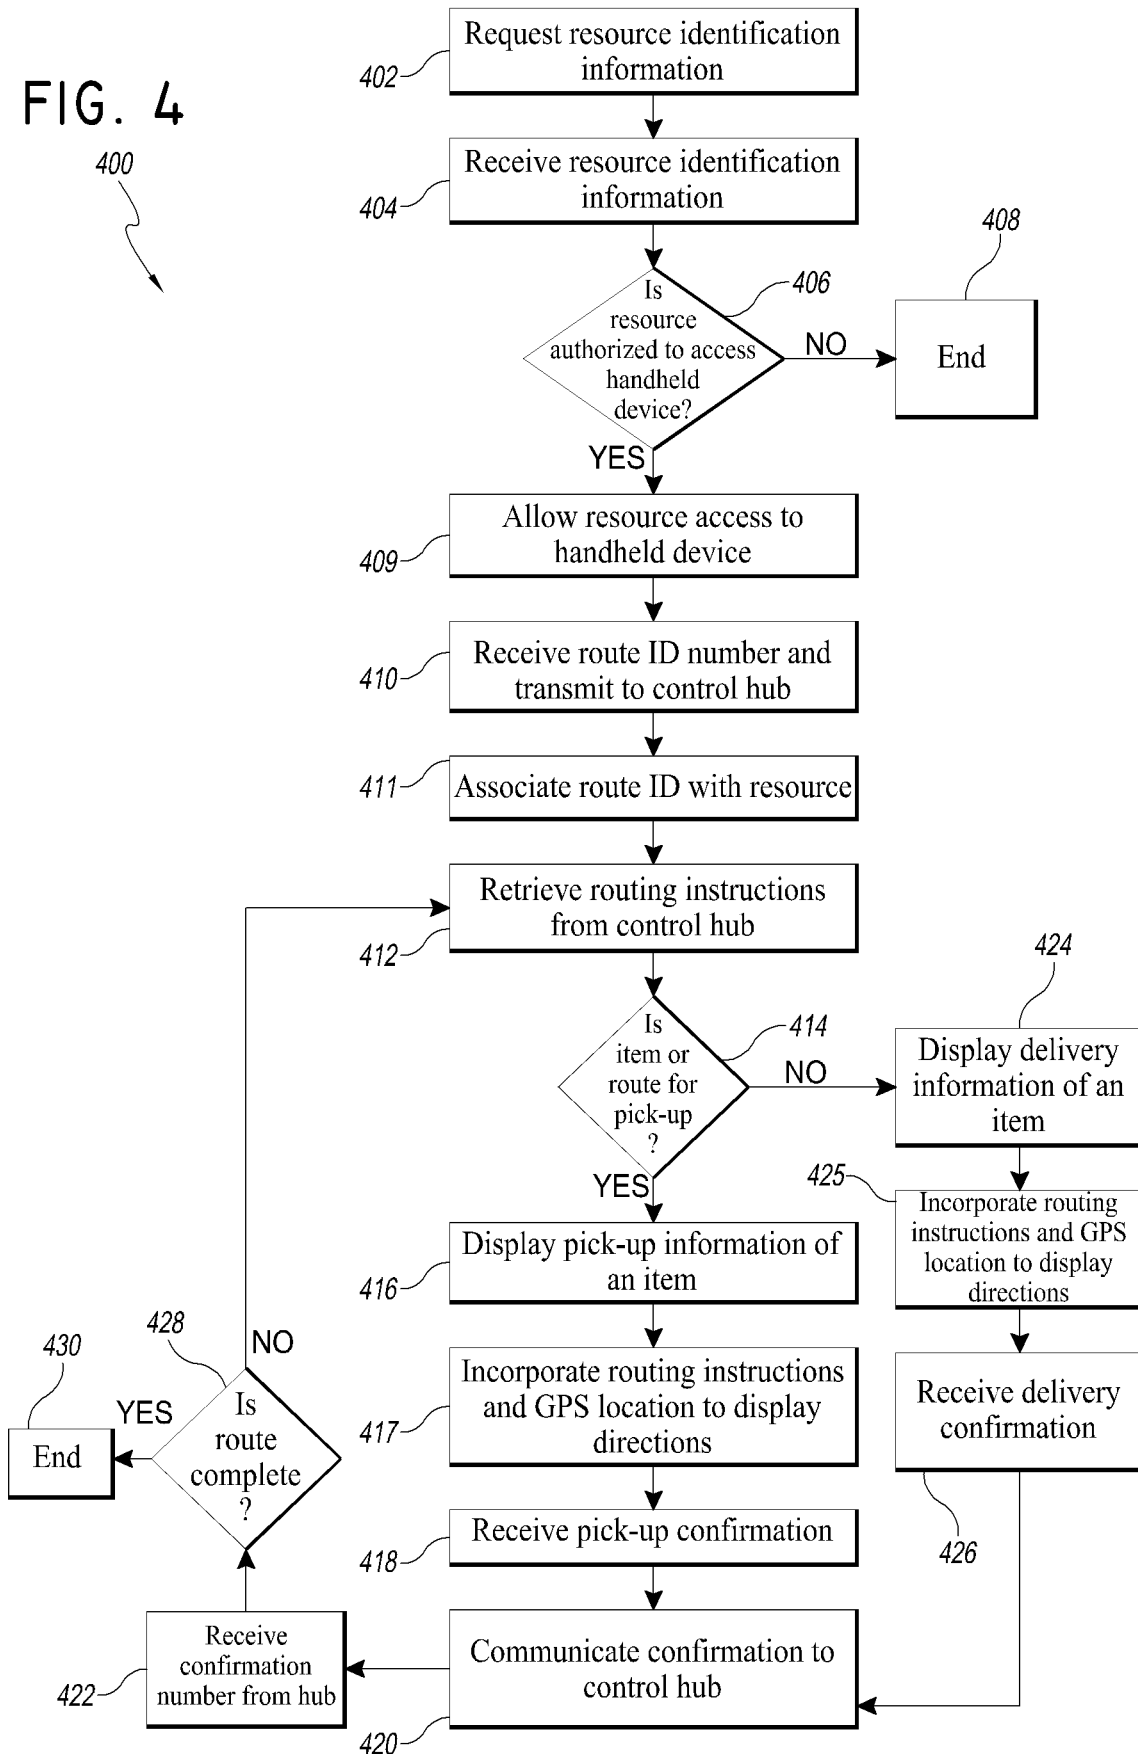 FIG. 4
400
402
Request resource identification
information
404
Receive resource identification
information
406
Is
resource
authorized to access
handheld
device?
NO
408
End
YES
409
Allow resource access to
handheld device
410
Receive route ID number and
transmit to control hub
411
Associate route ID with resource
412
Retrieve routing instructions
from control hub
414
Is
item or
route for
pick-up
?
NO
424
Display delivery
information of an
item
YES
416
Display pick-up information of
an item
425
Incorporate routing
instructions and GPS
location to display
directions
417
Incorporate routing instructions
and GPS location to display
directions
Receive delivery
confirmation
426
418
Receive pick-up confirmation
420
Communicate confirmation to
control hub
422
Receive
confirmation
number from hub
428
Is
route
complete
?
NO
YES
430
End